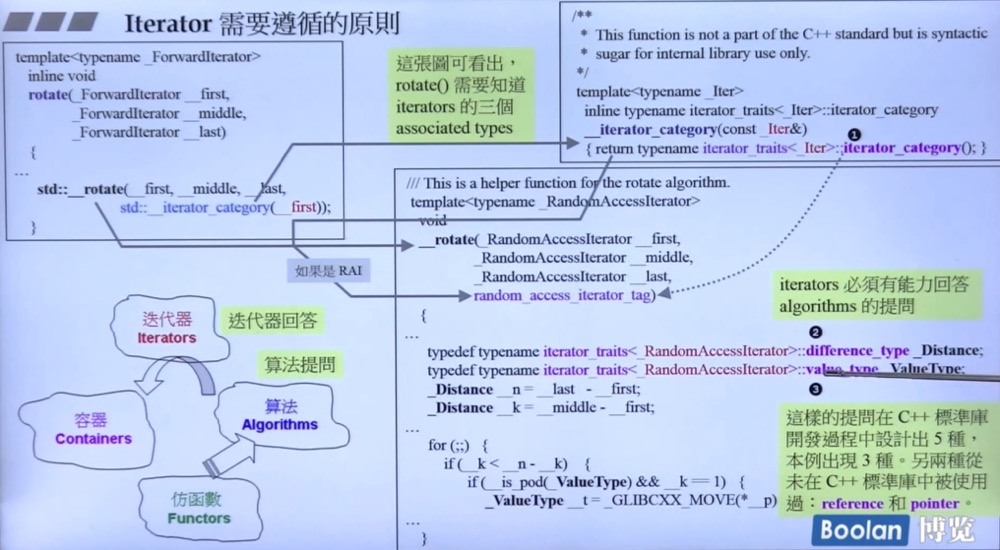 Iterator 需要遵循的原則
template<typename _ForwardIterator>
inline void
rotate(_ForwardIterator __first,
_ForwardIterator __middle,
_ForwardIterator __last)
{
...
std::__rotate(__first, __middle, __last,
std::__iterator_category(__first));
}
這張圖可看出，
rotate() 需要知道
iterators 的三個
associated types
/**
* This function is not a part of the C++ standard but is syntactic
* sugar for internal library use only.
*/
template<typename _Iter>
inline typename iterator_traits<_Iter>::iterator_category
__iterator_category(const _Iter&)
❶
{ return typename iterator_traits<_Iter>::iterator_category(); }
/// This is a helper function for the rotate algorithm.
template<typename _RandomAccessIterator>
void
__rotate(_RandomAccessIterator __first,
_RandomAccessIterator __middle,
_RandomAccessIterator __last,
random_access_iterator_tag)
{
...
typedef typename iterator_traits<_RandomAccessIterator>::difference_type _Distance;
typedef typename iterator_traits<_RandomAccessIterator>::value_type _ValueType;
_Distance __n = __last - __first;
_Distance __k = __middle - __first;
...
for (;;) {
if (__k < __n - __k) {
if (__is_pod(_ValueType) && __k == 1) {
_ValueType __t = _GLIBCXX_MOVE(*__p)
...
}
如果是 RAI
iterators 必須有能力回答
algorithms 的提問
❷
❸
這樣的提問在 C++ 標準庫
開發過程中設計出 5 種，
本例出現 3 種。另兩種從
未在 C++ 標準庫中被使用
過：reference 和 pointer。
迭代器
Iterators
迭代器回答
算法提問
容器
Containers
算法
Algorithms
仿函數
Functors
Boolan 博览